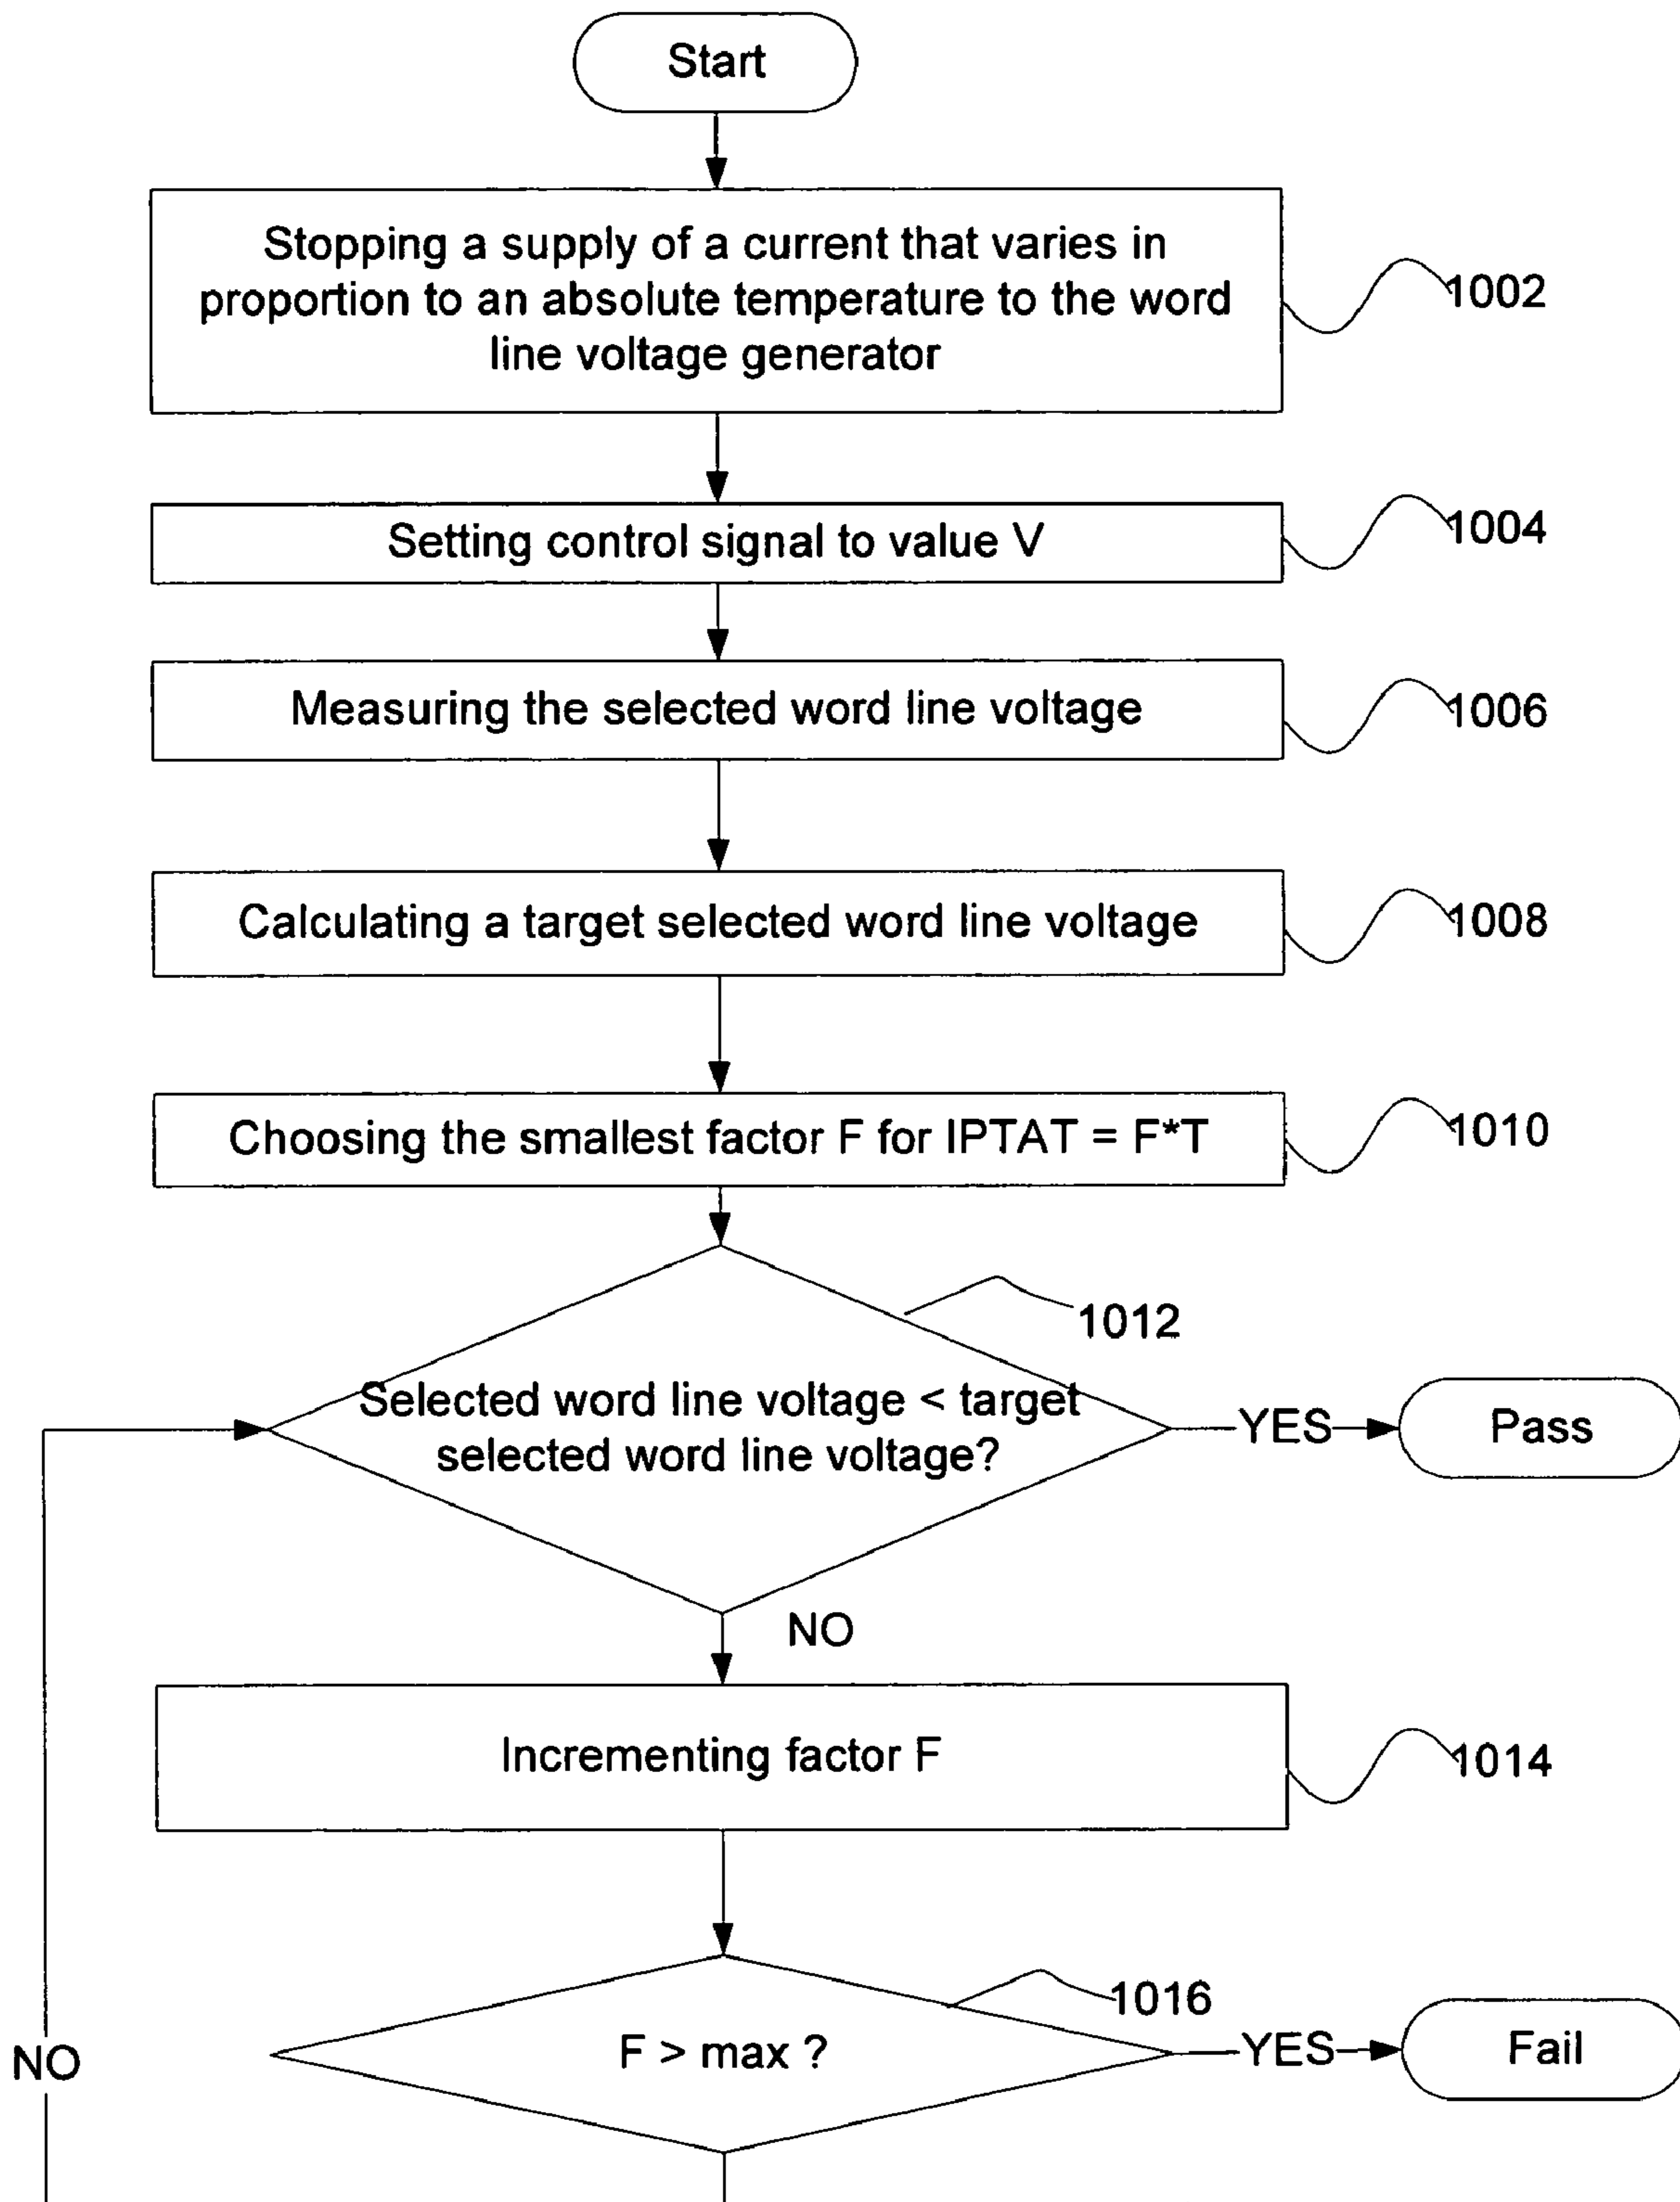 Start
Stopping a supply of a current that varies in
proportion to an absolute temperature to the word
line voltage generator
1002
Setting control signal to value V
1004
Measuring the selected word line voltage
1006
Calculating a target selected word line voltage
1008
Choosing the smallest factor F for IPTAT = F*T
1010
1012
Selected word line voltage < target
selected word line voltage?
YES
Pass
NO
Incrementing factor F
1014
1016
F > max ?
YES
Fail
NO